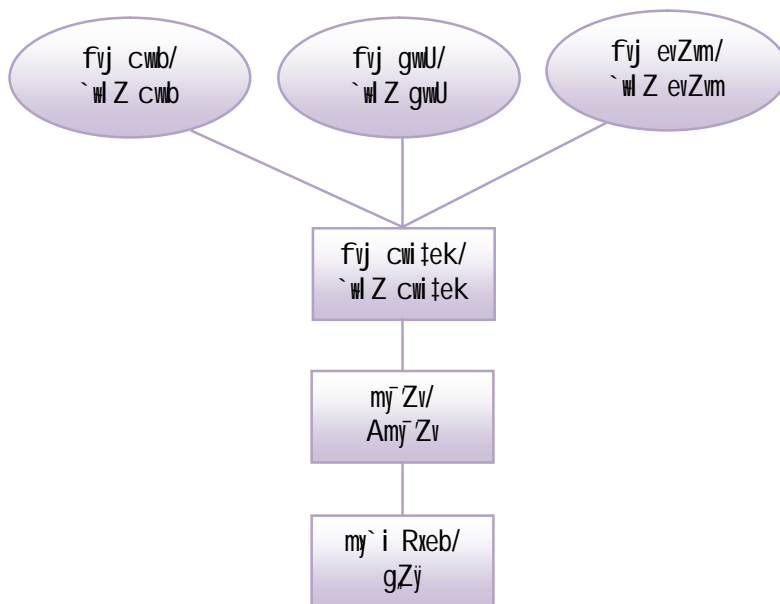 fvj cwb/
`wl Z cwb
fvj gwU/
`wl Z gwU
fvj evZvm/
`wl Z evZvm
fvj cwi‡ek/
`wl Z cwi‡ek
my¯'Zv/
Amy¯'Zv
my›`i Rxeb/
g„Zÿ